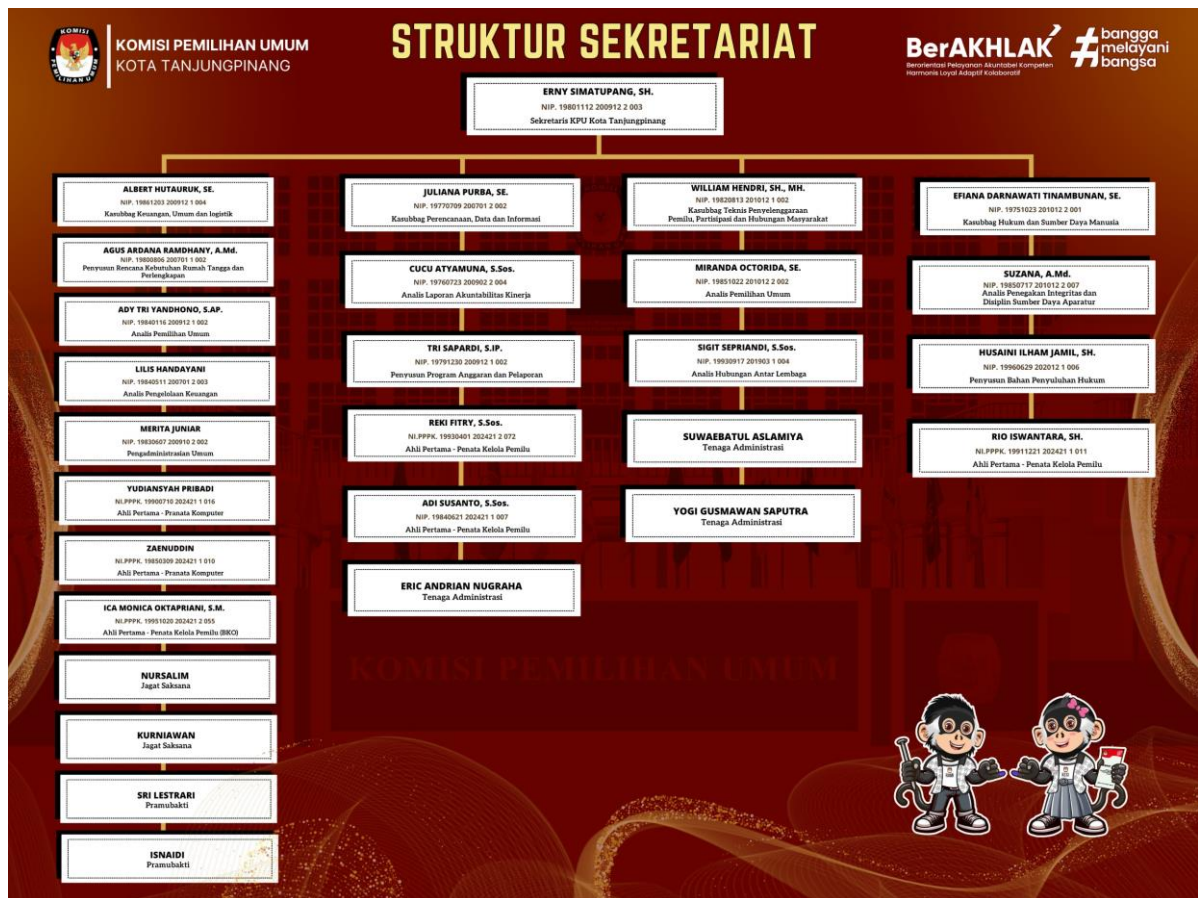 KOMISI PEMILIHAN UMUM
KOMISI PEMILIHAN UMUM
KOTA TANJUNGPINANG
STRUKTUR SEKRETARIAT
BerAKHLAK
Berorientasi Pelayanan Akuntabel Kompeten
Harmonis Loyal Adaptif Kolaboratif
#bangga
melayani
bangsa
ERNY SIMATUPANG, SH.
NIP. 19801112 200912 2 003
Sekretaris KPU Kota Tanjungpinang
ALBERT HUTAURUK, SE.
NIP. 19861203 200912 1 004
Kasubbag Keuangan, Umum dan logistik
AGUS ARDANA RAMDHANY, A.Md.
NIP. 19800806 200701 1 002
Penyusun Rencana Kebutuhan Rumah Tangga dan
Perlengkapan
ADY TRI YANDHONO, S.AP.
NIP. 19840116 200912 1 002
Analis Pemilihan Umum
LILIS HANDAYANI
NIP. 19840511 200701 2 003
Analis Pengelolaan Keuangan
MERITA JUNIAR
NIP. 19830607 200910 2 002
Pengadministrasian Umum
YUDIANSYAH PRIBADI
NI.PPPK. 19900710 202421 1 016
Ahli Pertama - Pranata Komputer
ZAENUDDIN
NI.PPPK. 19850309 202421 1 010
Ahli Pertama - Pranata Komputer
ICA MONICA OKTAPRIANI, S.M.
NI.PPPK. 19951020 202421 2 055
Ahli Pertama - Penata Kelola Pemilu (BKO)
NURSALIM
Jagat Saksana
KURNIAWAN
Jagat Saksana
SRI LESTRARI
Pramubakti
ISNAIDI
Pramubakti
JULIANA PURBA, SE.
NIP. 19770709 200701 2 002
Kasubbag Perencanaan, Data dan Informasi
CUCU ATYAMUNA, S.Sos.
NIP. 19760723 200902 2 004
Analis Laporan Akuntabilitas Kinerja
TRI SAPARDI, S.IP.
NIP. 19791230 200912 1 002
Penyusun Program Anggaran dan Pelaporan
REKI FITRY, S.Sos.
NI.PPPK. 19930401 202421 2 072
Ahli Pertama - Penata Kelola Pemilu
ADI SUSANTO, S.Sos.
NIP. 19840621 202421 1 007
Ahli Pertama - Penata Kelola Pemilu
ERIC ANDRIAN NUGRAHA
Tenaga Administrasi
WILLIAM HENDRI, SH., MH.
NIP. 19820813 201012 1 002
Kasubbag Teknis Penyelenggaraan
Pemilu, Partisipasi dan Hubungan Masyarakat
MIRANDA OCTORIDA, SE.
NIP. 19851022 201012 2 002
Analis Pemilihan Umum
SIGIT SEPRIANDI, S.Sos.
NIP. 19930917 201903 1 004
Analis Hubungan Antar Lembaga
SUWAEBATUL ASLAMIYA
Tenaga Administrasi
YOGI GUSMAWAN SAPUTRA
Tenaga Administrasi
EFIANA DARNAWATI TINAMBUNAN, SE.
NIP. 19751023 201012 2 001
Kasubbag Hukum dan Sumber Daya Manusia
SUZANA, A.Md.
NIP. 19850717 201012 2 007
Analis Penegakan Integritas dan
Disiplin Sumber Daya Aparatur
HUSAINI ILHAM JAMIL, SH.
NIP. 19960629 202012 1 006
Penyusun Bahan Penyuluhan Hukum
RIO ISWANTARA, SH.
NI.PPPK. 19911221 202421 1 011
Ahli Pertama - Penata Kelola Pemilu
KOMISI PEMILIHAN UMUM